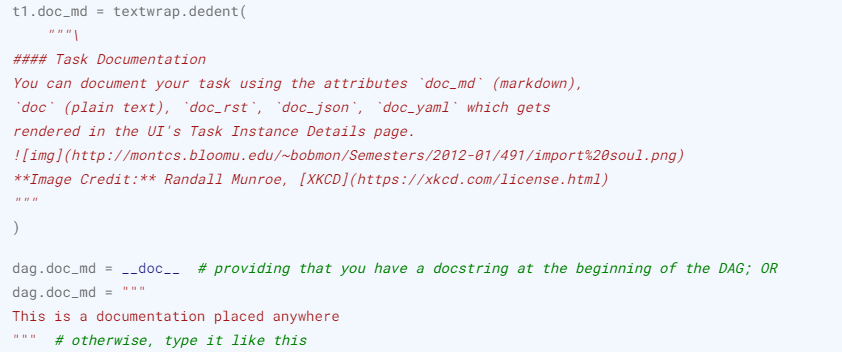 t1.doc_md = textwrap.dedent(
    """\
#### Task Documentation
You can document your task using the attributes `doc_md` (markdown),
`doc` (plain text), `doc_rst`, `doc_json`, `doc_yaml` which gets
rendered in the UI's Task Instance Details page.
![img](http://montcs.bloomu.edu/~bobmon/Semesters/2012-01/491/import%20soul.png)
**Image Credit:** Randall Munroe, [XKCD](https://xkcd.com/license.html)
"""
)

dag.doc_md = __doc__  # providing that you have a docstring at the beginning of the DAG; OR
dag.doc_md = """
This is a documentation placed anywhere
"""  # otherwise, type it like this